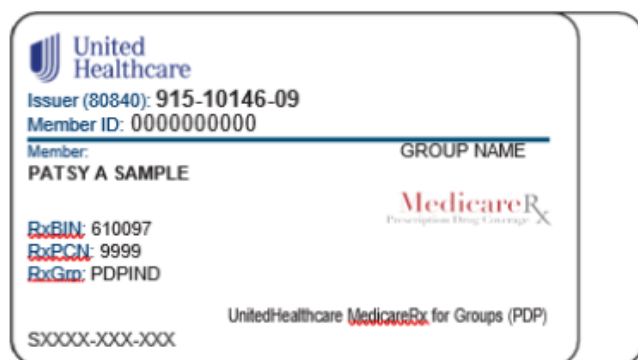 United
Healthcare
Issuer (80840): 915-10146-09
Member ID: 0000000000
Member:
GROUP NAME
PATSY A SAMPLE
MedicareRx
Prescription Drug Coverage
RxBIN: 610097
RxPCN: 9999
RxGrp: PDPIND
UnitedHealthcare MedicareRx for Groups (PDP)
SXXXX-XXX-XXX